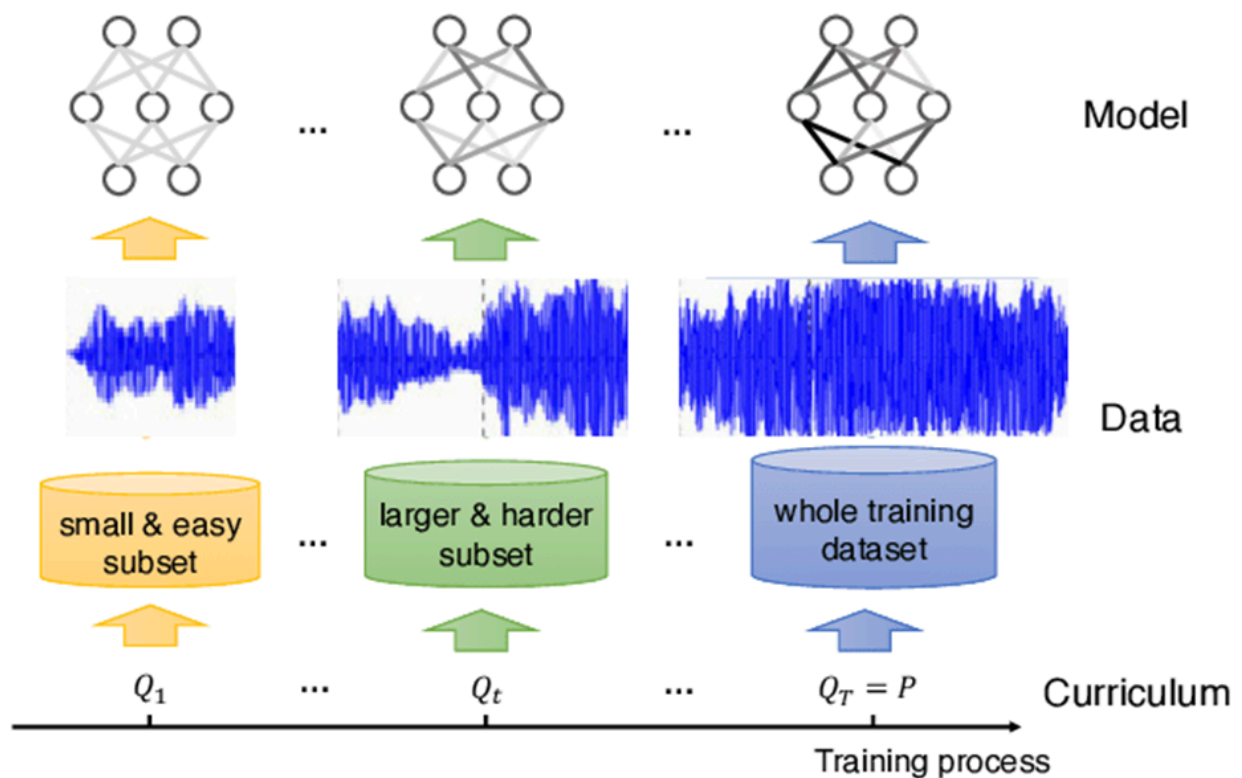 ... ... Model
Data
small & easy
subset
...
larger & harder
subset
...
whole training
dataset
Q₁ ... Qₜ ... Q_T = P Curriculum
Training process